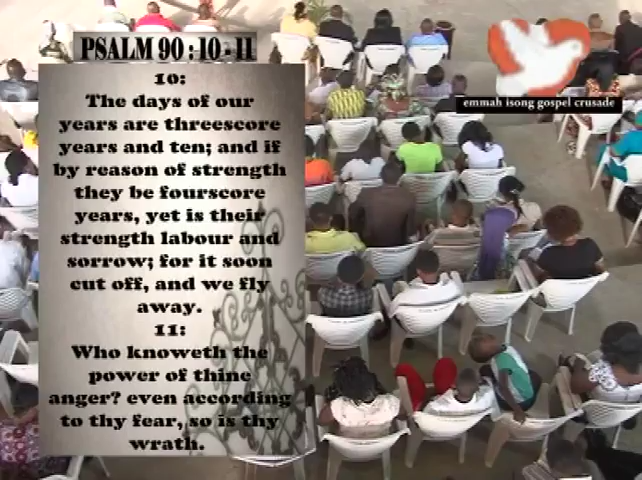 PSALM 90 : 10 - 11
10:
The days of our
years are threescore
years and ten; and if
by reason of strength
they be fourscore
years, yet is their
strength labour and
sorrow; for it soon
cut off, and we fly
away.
11:
Who knoweth the
power of thine
anger? even according
to thy fear, so is thy
wrath.
emmah isong gospel crusade